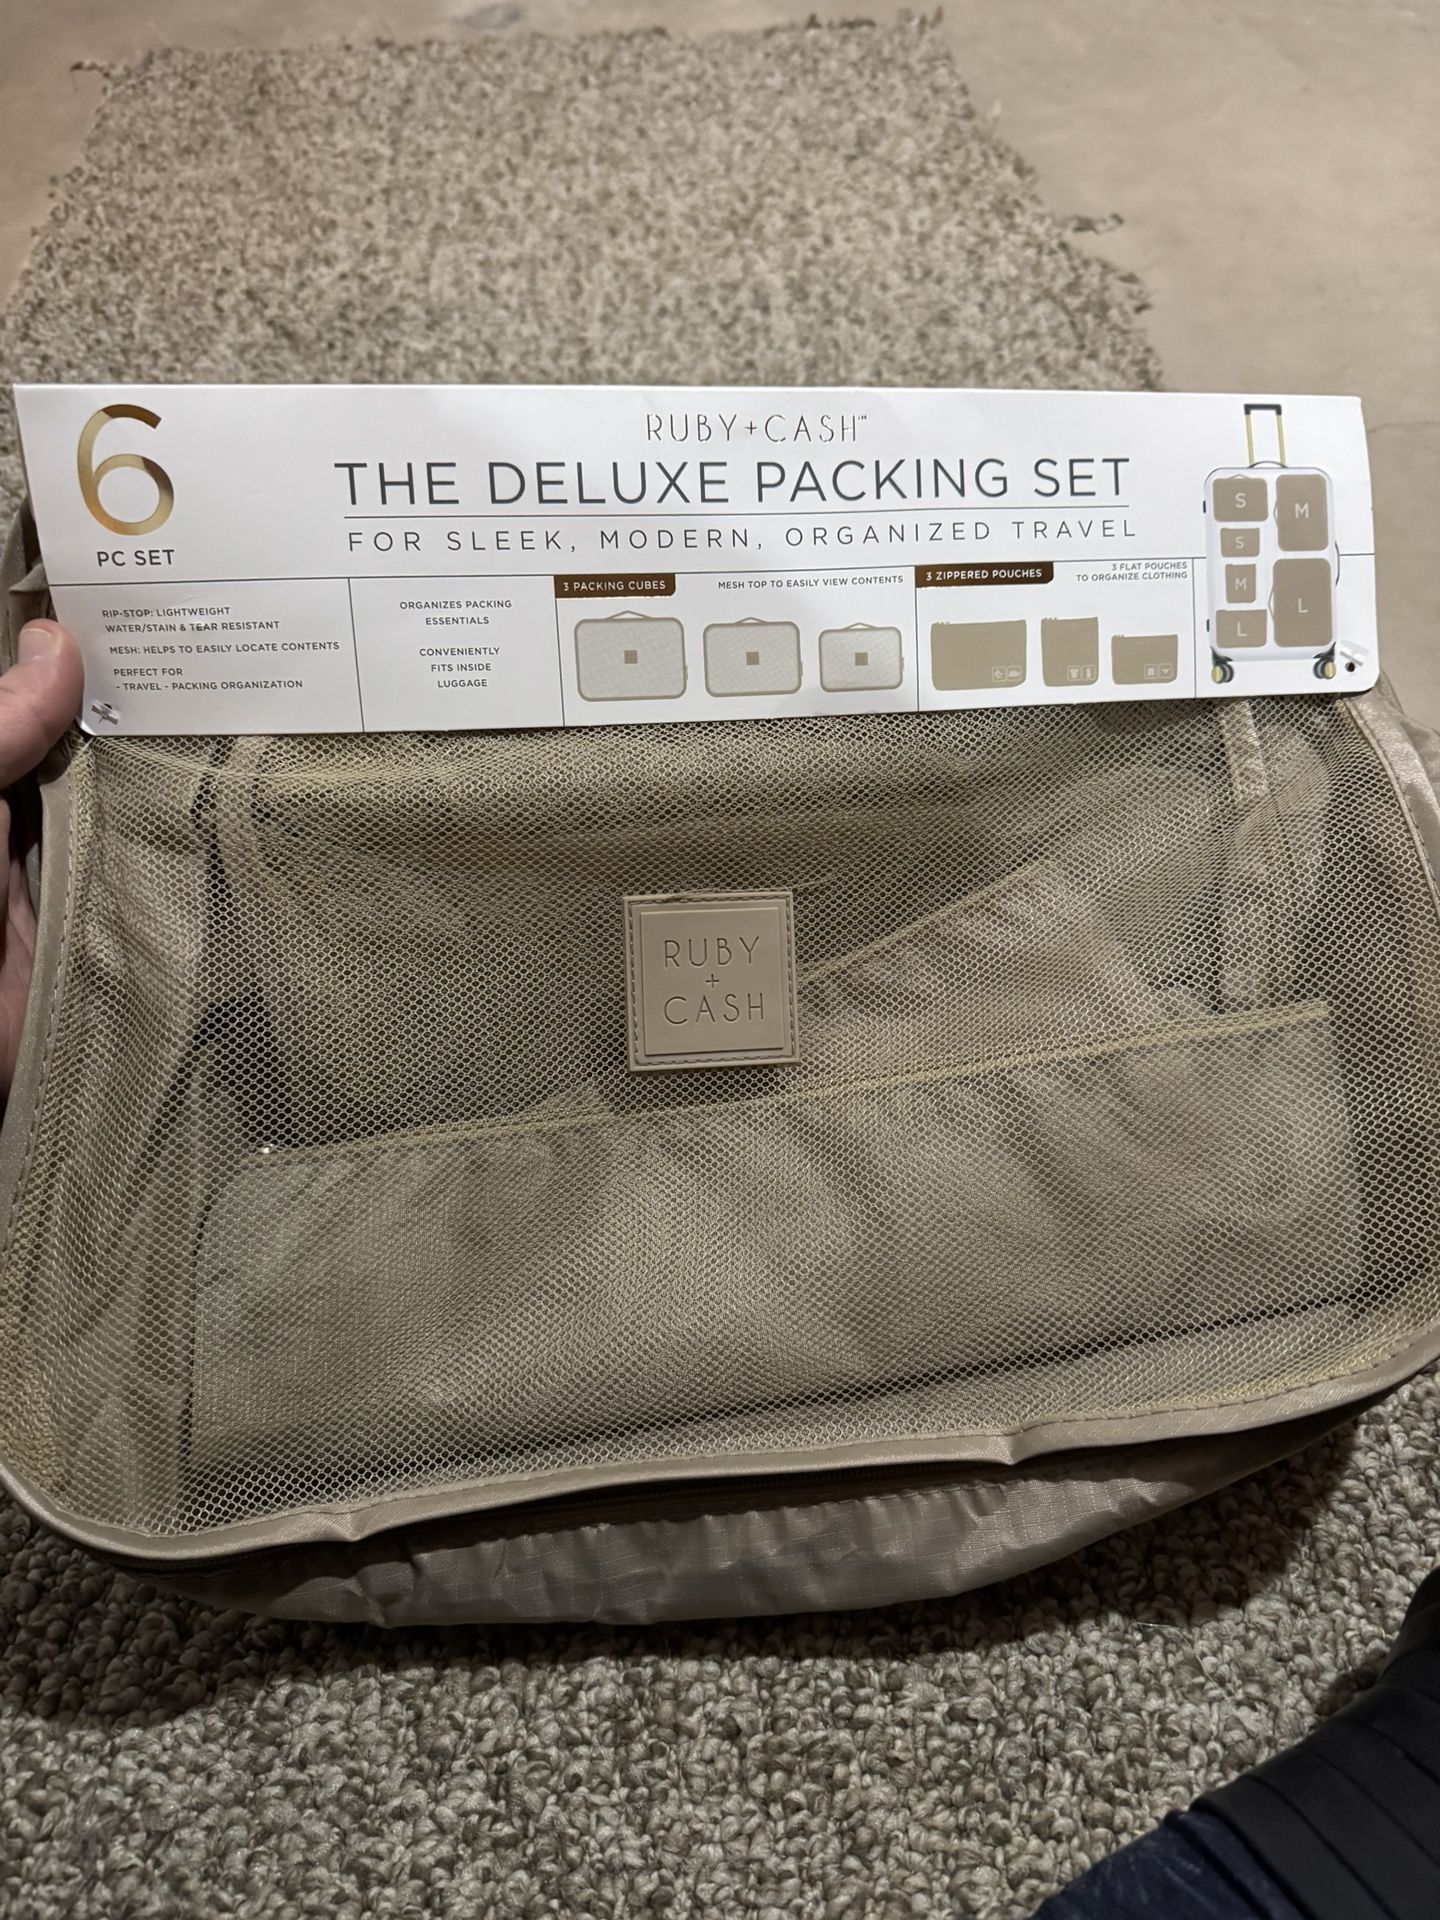 6
PC SET
RUBY+CASH™
THE DELUXE PACKING SET
FOR SLEEK, MODERN, ORGANIZED TRAVEL
RIP-STOP: LIGHTWEIGHT
WATER/STAIN & TEAR RESISTANT
MESH: HELPS TO EASILY LOCATE CONTENTS
PERFECT FOR
- TRAVEL - PACKING ORGANIZATION
ORGANIZES PACKING
ESSENTIALS
CONVENIENTLY
FITS INSIDE
LUGGAGE
3 PACKING CUBES
MESH TOP TO EASILY VIEW CONTENTS
3 ZIPPERED POUCHES
3 FLAT POUCHES
TO ORGANIZE CLOTHING
S
M
S
M
L
L
RUBY
+
CASH